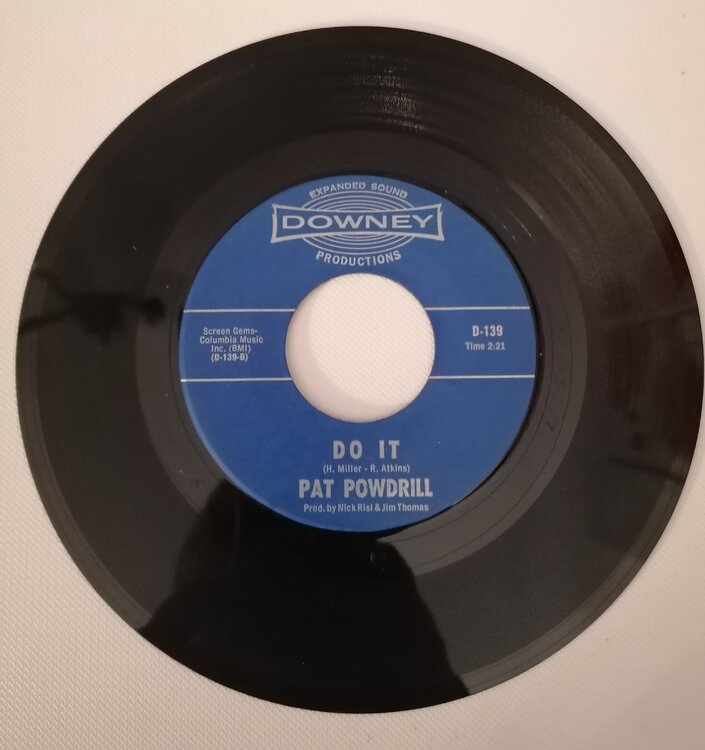 EXPANDED SOUND
DOWNEY
PRODUCTIONS
Screen Gems-
Columbia Music
Inc. (BMI)
(D-139-B)
D-139
Time 2:21
DO IT
(H. Miller - R. Atkins)
PAT POWDRILL
Prod. by Nick Risi & Jim Thomas